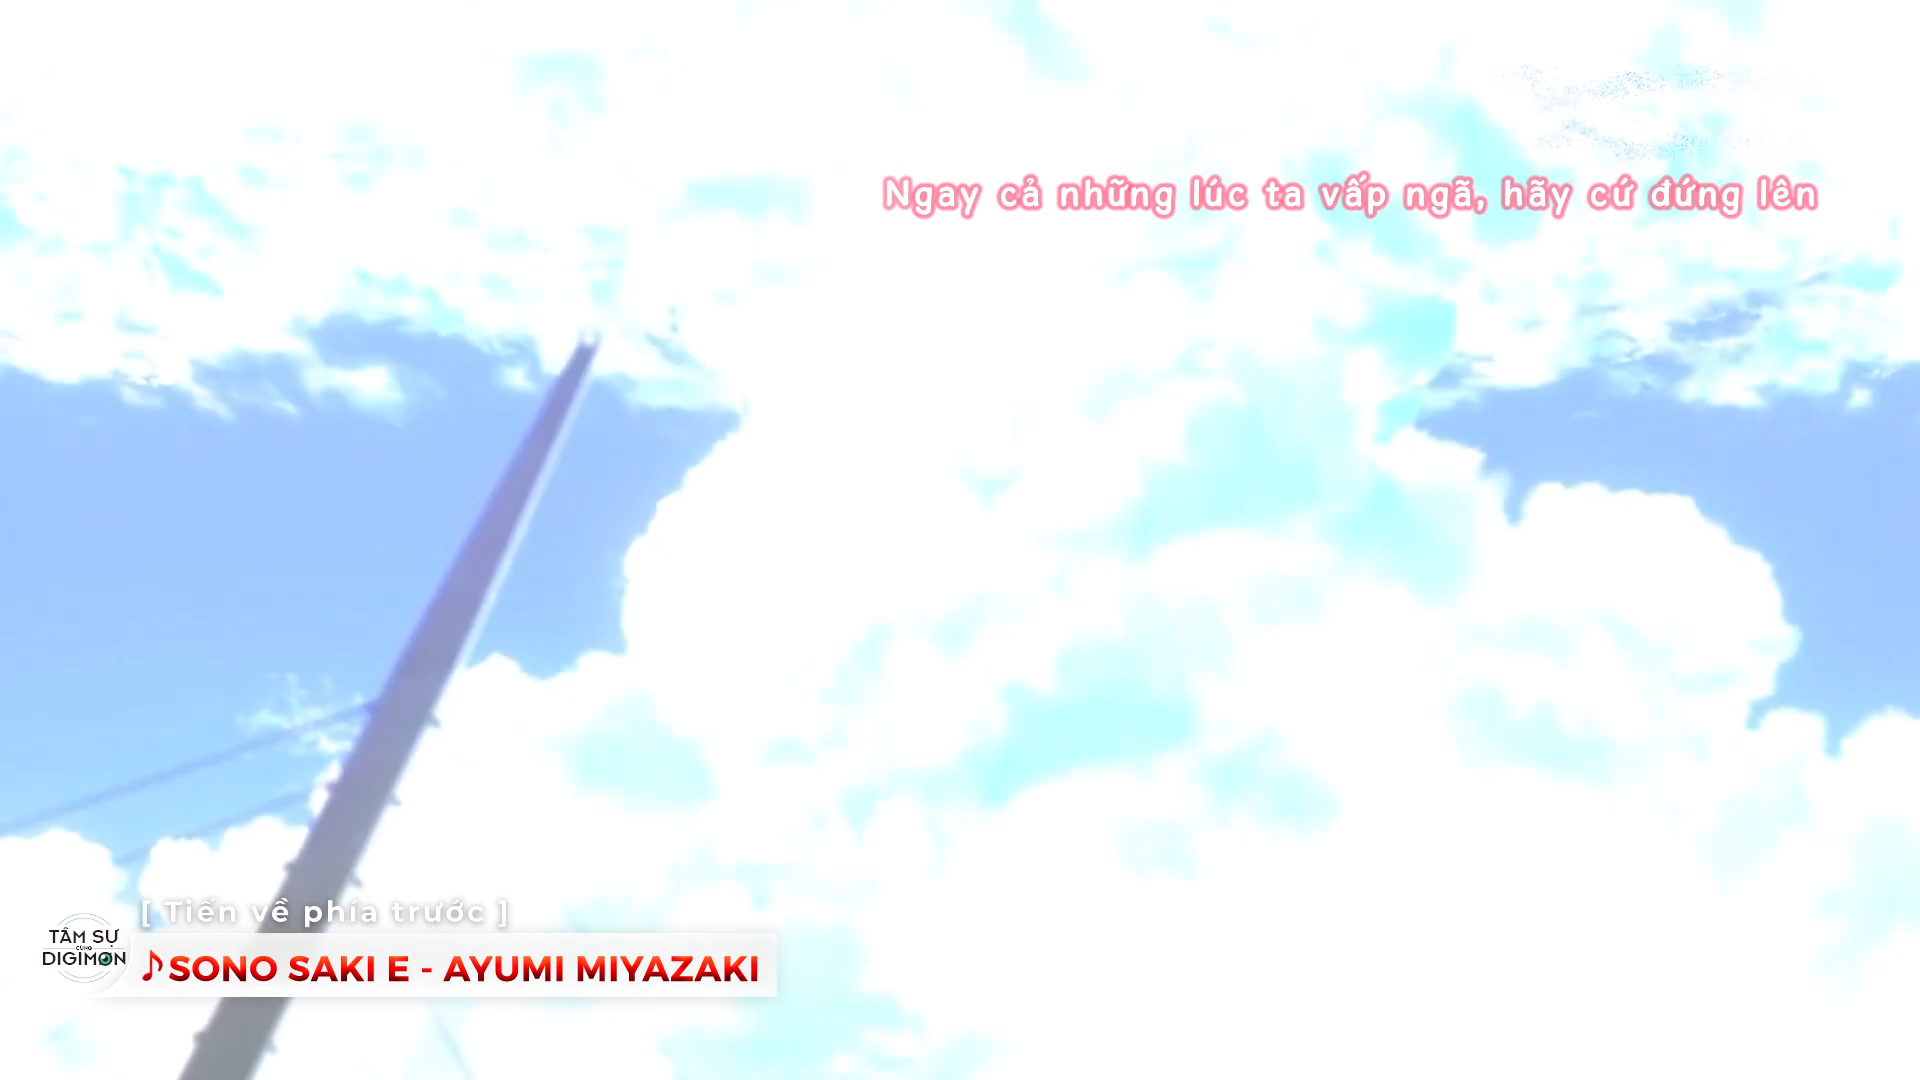 Ngay cả những lúc ta vấp ngã, hãy cứ đứng lên
[ Tiến về phía trước ]
TÂM SỰ
CÙNG
DIGIMON
♪SONO SAKI E - AYUMI MIYAZAKI